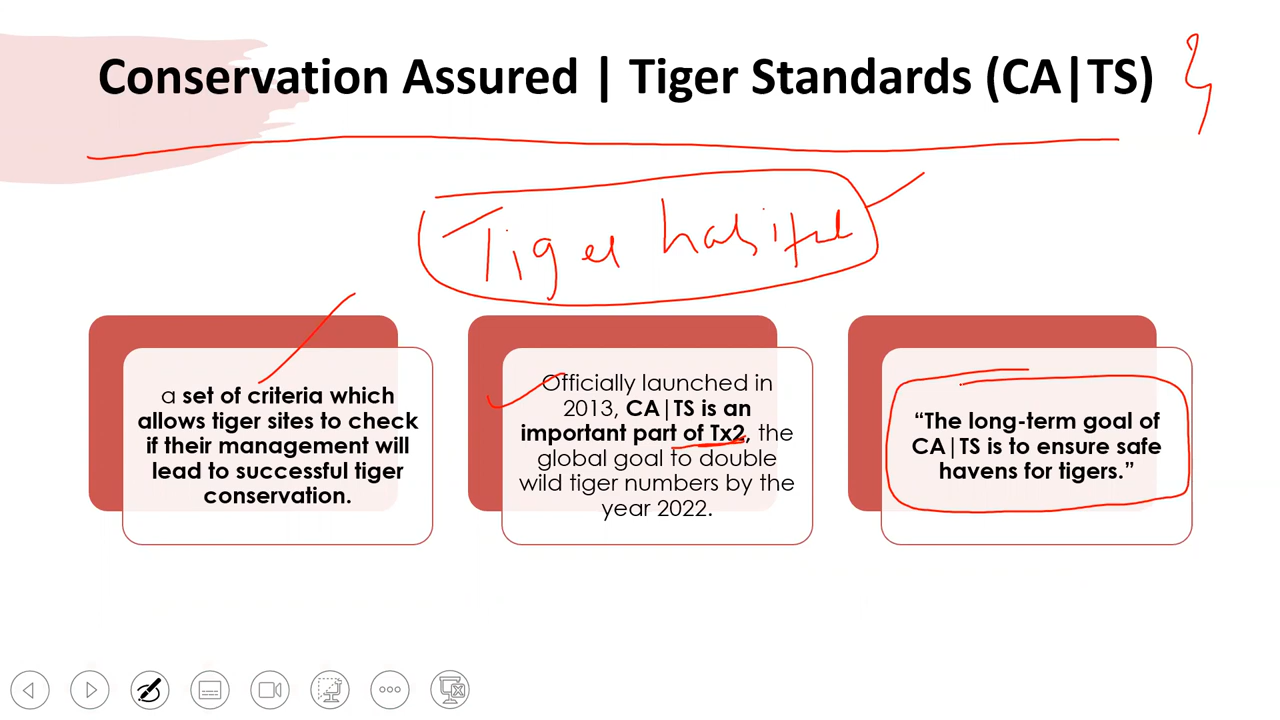 Conservation Assured | Tiger Standards (CA|TS)
Tiger habitat
a set of criteria which
allows tiger sites to check
if their management will
lead to successful tiger
conservation.
Officially launched in
2013, CA|TS is an
important part of Tx2, the
global goal to double
wild tiger numbers by the
year 2022.
“The long-term goal of
CA|TS is to ensure safe
havens for tigers.”